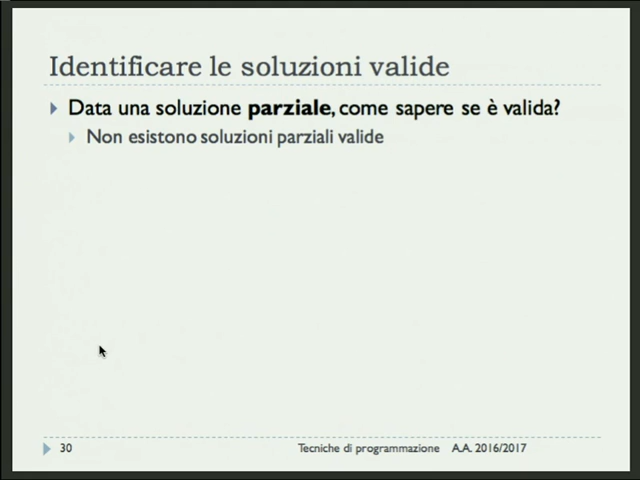 Identificare le soluzioni valide
Data una soluzione parziale, come sapere se è valida?
Non esistono soluzioni parziali valide
30 Tecniche di programmazione A.A. 2016/2017